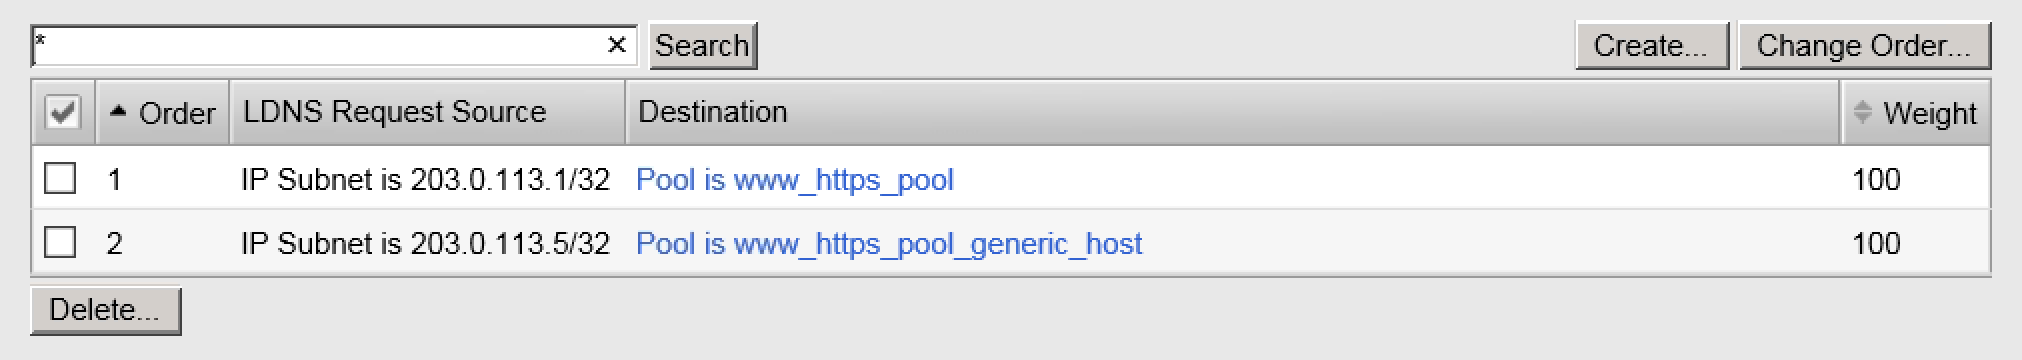 * × Search Create... Change Order...
Order LDNS Request Source Destination Weight
1 IP Subnet is 203.0.113.1/32 Pool is www_https_pool 100
2 IP Subnet is 203.0.113.5/32 Pool is www_https_pool_generic_host 100
Delete...